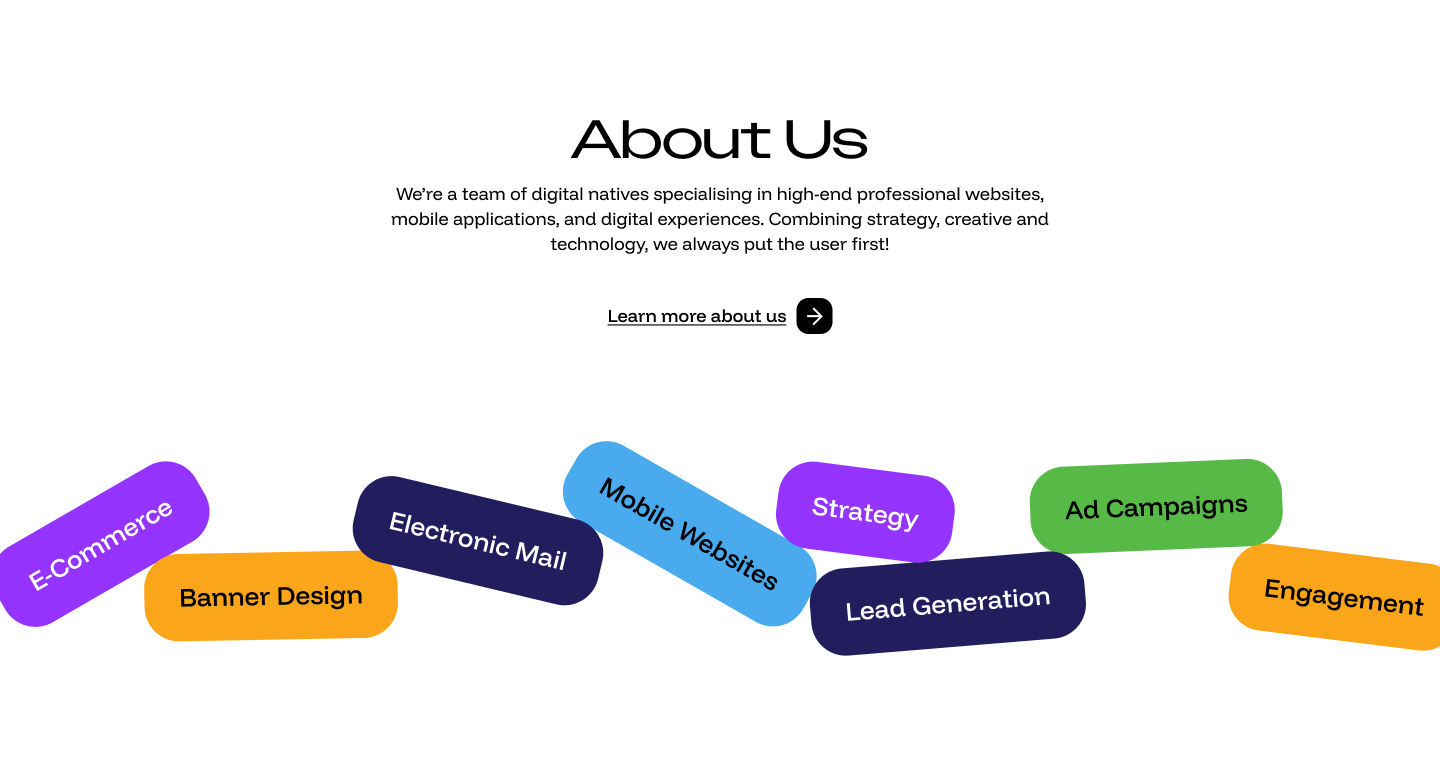 About Us
We’re a team of digital natives specialising in high-end professional websites,
mobile applications, and digital experiences. Combining strategy, creative and
technology, we always put the user first!
Learn more about us
E-Commerce
Banner Design
Electronic Mail
Mobile Websites
Strategy
Lead Generation
Ad Campaigns
Engagement